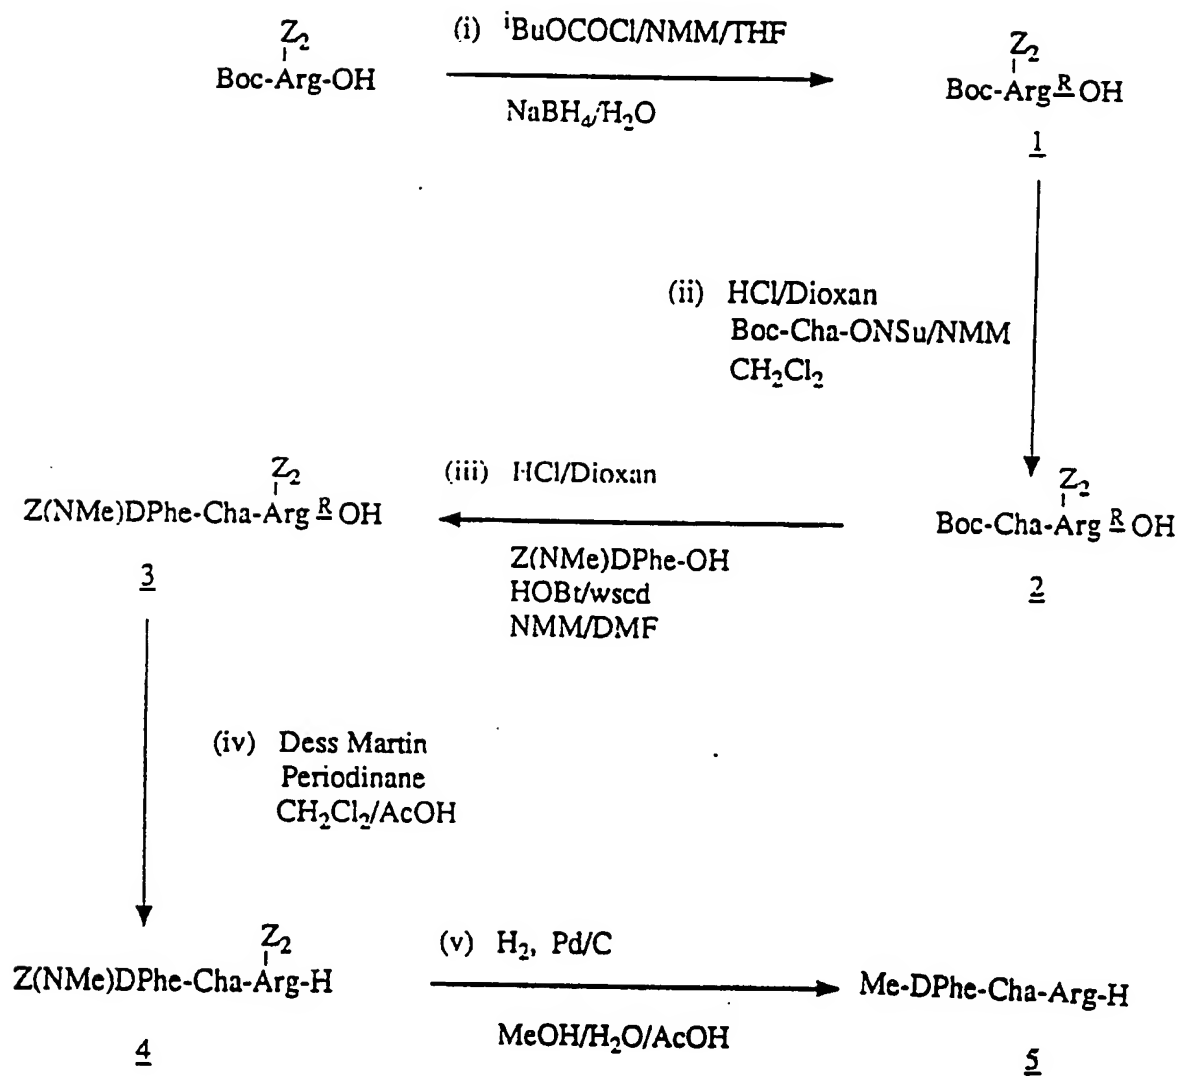 Z₂
Boc-Arg-OH
(i) ⁱBuOCOCl/NMM/THF
NaBH₄/H₂O
Z₂
Boc-Arg R OH
1
(ii) HCl/Dioxan
Boc-Cha-ONSu/NMM
CH₂Cl₂
Z₂
Boc-Cha-Arg R OH
2
(iii) HCl/Dioxan
Z(NMe)DPhe-OH
HOBt/wscd
NMM/DMF
Z₂
Z(NMe)DPhe-Cha-Arg R OH
3
(iv) Dess Martin
Periodinane
CH₂Cl₂/AcOH
Z₂
Z(NMe)DPhe-Cha-Arg-H
4
(v) H₂, Pd/C
MeOH/H₂O/AcOH
Me-DPhe-Cha-Arg-H
5